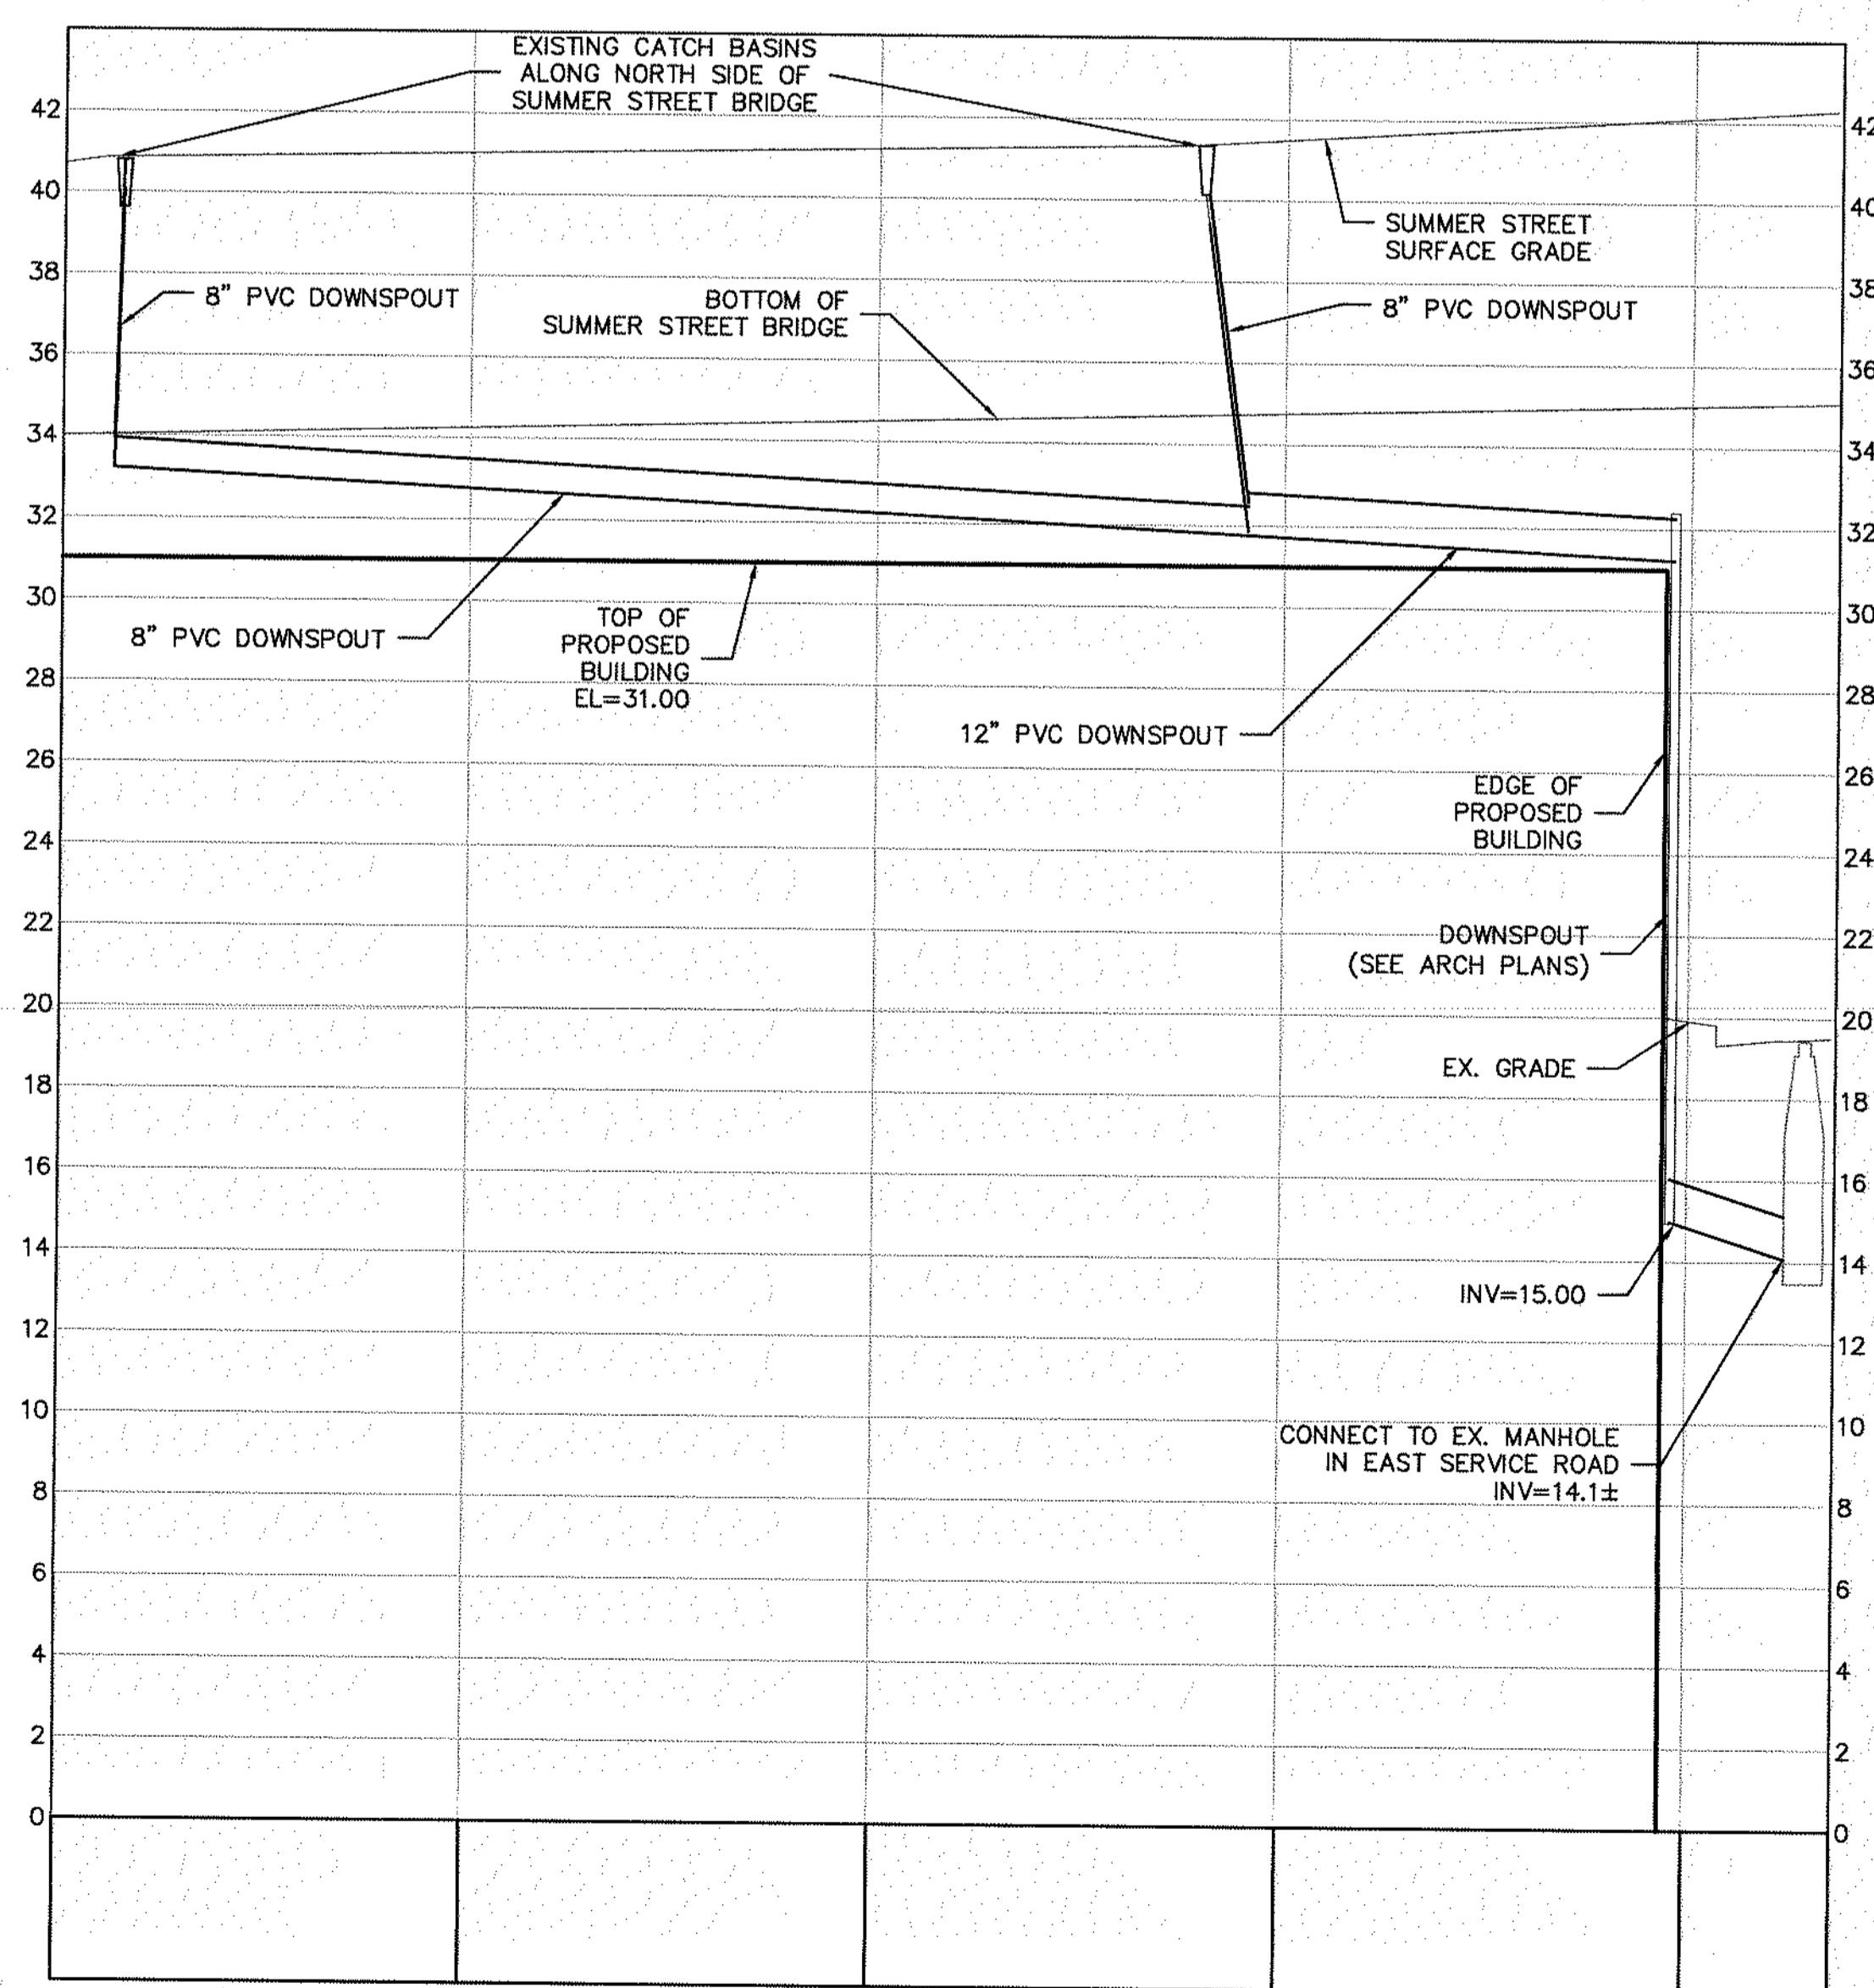 EXISTING CATCH BASINS
ALONG NORTH SIDE OF
SUMMER STREET BRIDGE
42
42
40
40
SUMMER STREET
SURFACE GRADE
38
38
8" PVC DOWNSPOUT
BOTTOM OF
SUMMER STREET BRIDGE
8" PVC DOWNSPOUT
36
36
34
34
32
32
30
30
8" PVC DOWNSPOUT
TOP OF
PROPOSED
BUILDING
EL=31.00
28
28
12" PVC DOWNSPOUT
26
26
EDGE OF
PROPOSED
BUILDING
24
24
22
22
DOWNSPOUT
(SEE ARCH PLANS)
20
20
EX. GRADE
18
18
16
16
14
14
INV=15.00
12
12
10
10
CONNECT TO EX. MANHOLE
IN EAST SERVICE ROAD
INV=14.1±
8
8
6
6
4
4
2
2
0
0